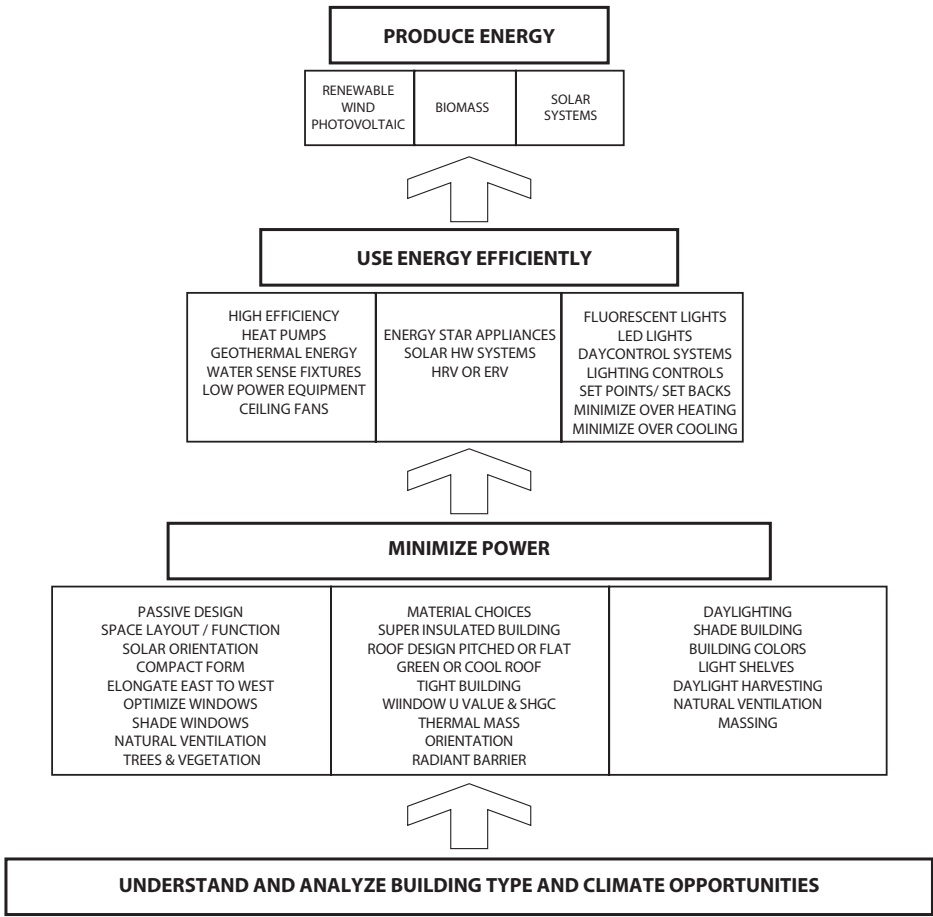 PRODUCE ENERGY
RENEWABLE
WIND
PHOTOVOLTAIC
BIOMASS
SOLAR
SYSTEMS
USE ENERGY EFFICIENTLY
HIGH EFFICIENCY
HEAT PUMPS
GEOTHERMAL ENERGY
WATER SENSE FIXTURES
LOW POWER EQUIPMENT
CEILING FANS
ENERGY STAR APPLIANCES
SOLAR HW SYSTEMS
HRV OR ERV
FLUORESCENT LIGHTS
LED LIGHTS
DAYCONTROL SYSTEMS
LIGHTING CONTROLS
SET POINTS/ SET BACKS
MINIMIZE OVER HEATING
MINIMIZE OVER COOLING
MINIMIZE POWER
PASSIVE DESIGN
SPACE LAYOUT / FUNCTION
SOLAR ORIENTATION
COMPACT FORM
ELONGATE EAST TO WEST
OPTIMIZE WINDOWS
SHADE WINDOWS
NATURAL VENTILATION
TREES & VEGETATION
MATERIAL CHOICES
SUPER INSULATED BUILDING
ROOF DESIGN PITCHED OR FLAT
GREEN OR COOL ROOF
TIGHT BUILDING
WIINDOW U VALUE & SHGC
THERMAL MASS
ORIENTATION
RADIANT BARRIER
DAYLIGHTING
SHADE BUILDING
BUILDING COLORS
LIGHT SHELVES
DAYLIGHT HARVESTING
NATURAL VENTILATION
MASSING
UNDERSTAND AND ANALYZE BUILDING TYPE AND CLIMATE OPPORTUNITIES